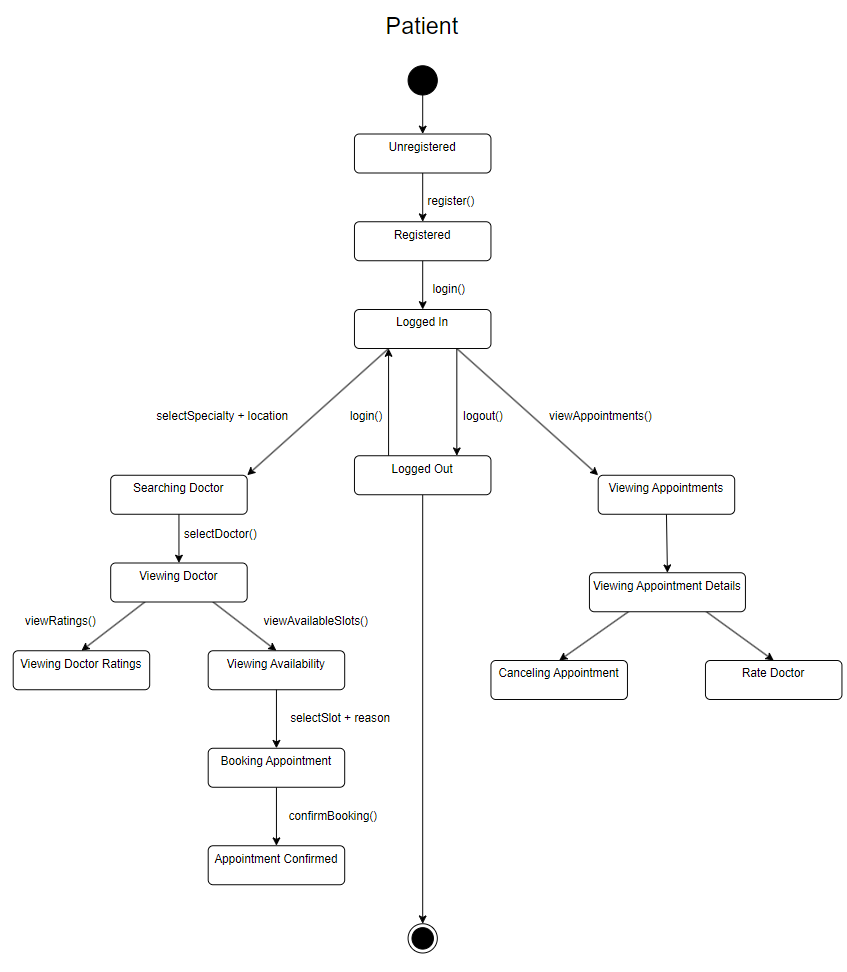 Patient
Unregistered
register()
Registered
login()
Logged In
selectSpecialty + location
login()
logout()
viewAppointments()
Logged Out
Searching Doctor
Viewing Appointments
selectDoctor()
Viewing Doctor
Viewing Appointment Details
viewRatings()
viewAvailableSlots()
Viewing Doctor Ratings
Viewing Availability
Canceling Appointment
Rate Doctor
selectSlot + reason
Booking Appointment
confirmBooking()
Appointment Confirmed